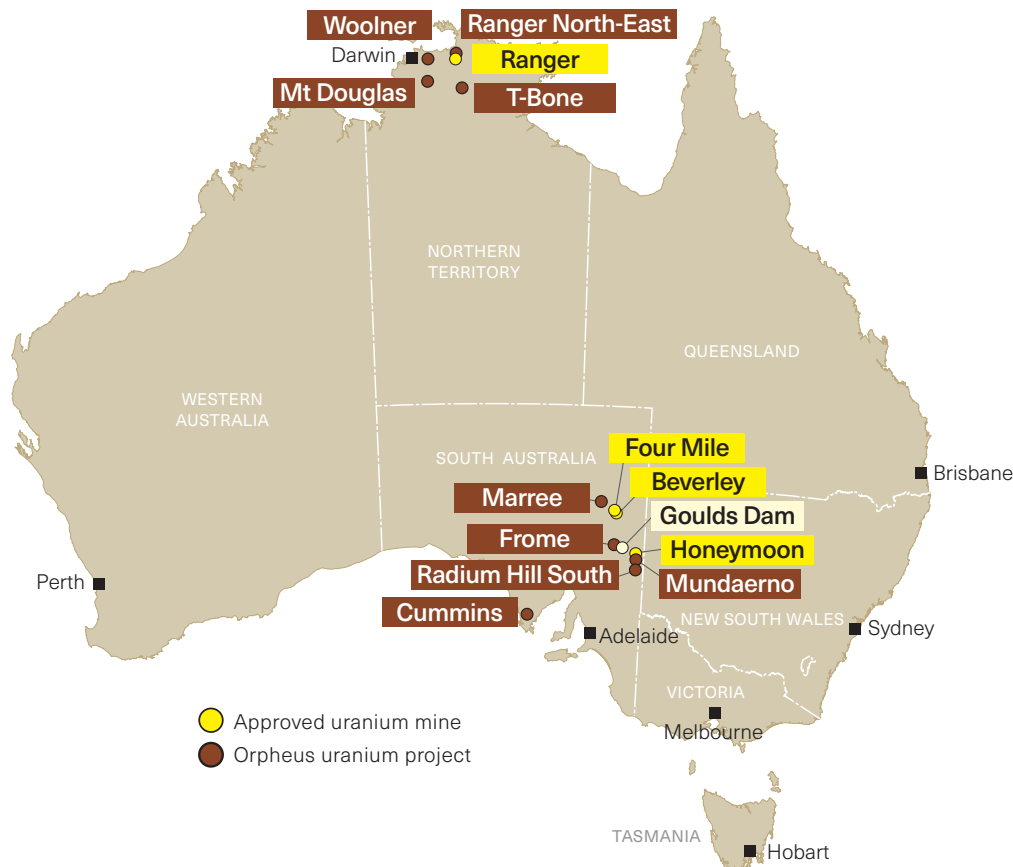 Woolner
Ranger North-East
Darwin
Ranger
Mt Douglas
T-Bone
NORTHERN
TERRITORY
QUEENSLAND
WESTERN
AUSTRALIA
SOUTH AUSTRALIA
Four Mile
Beverley
Brisbane
Marree
Goulds Dam
Frome
Honeymoon
Radium Hill South
Mundaerno
Perth
Cummins
NEW SOUTH WALES
Sydney
Adelaide
VICTORIA
Melbourne
Approved uranium mine
Orpheus uranium project
TASMANIA
Hobart